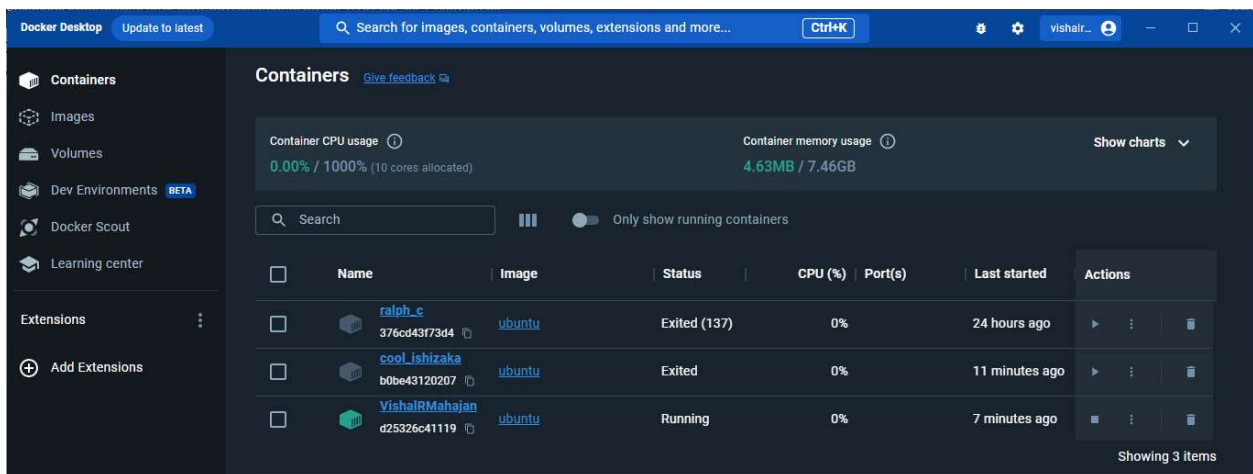 Docker Desktop Update to latest Search for images, containers, volumes, extensions and more... Ctrl+K vishalr...
Containers
Images
Volumes
Dev Environments BETA
Docker Scout
Learning center
Extensions
Add Extensions
Containers Give feedback
Container CPU usage
0.00% / 1000% (10 cores allocated)
Container memory usage
4.63MB / 7.46GB
Show charts
Search
Only show running containers
Name Image Status CPU (%) Port(s) Last started Actions
ralph_c
376cd43f73d4 ubuntu Exited (137) 0% 24 hours ago
cool_ishizaka
b0be43120207 ubuntu Exited 0% 11 minutes ago
VishalRMahajan
d25326c41119 ubuntu Running 0% 7 minutes ago
Showing 3 items